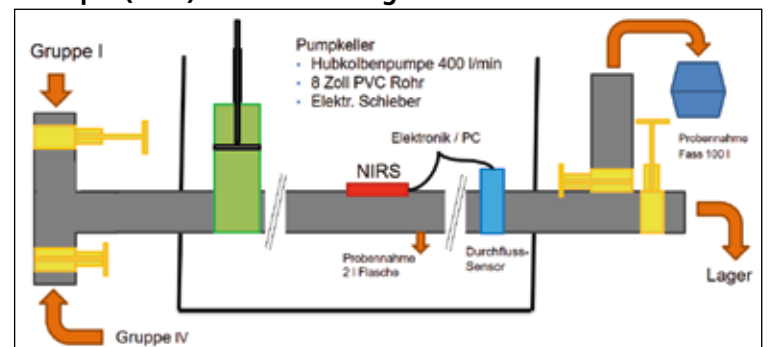 Gruppe I
Pumpkeller
• Hubkolbenpumpe 400 l/min
• 8 Zoll PVC Rohr
• Elektr. Schieber
Elektronik / PC
NIRS
Probennahme
Fass 100 l
Probennahme
2 l Flasche
Durchfluss-
Sensor
Lager
Gruppe IV